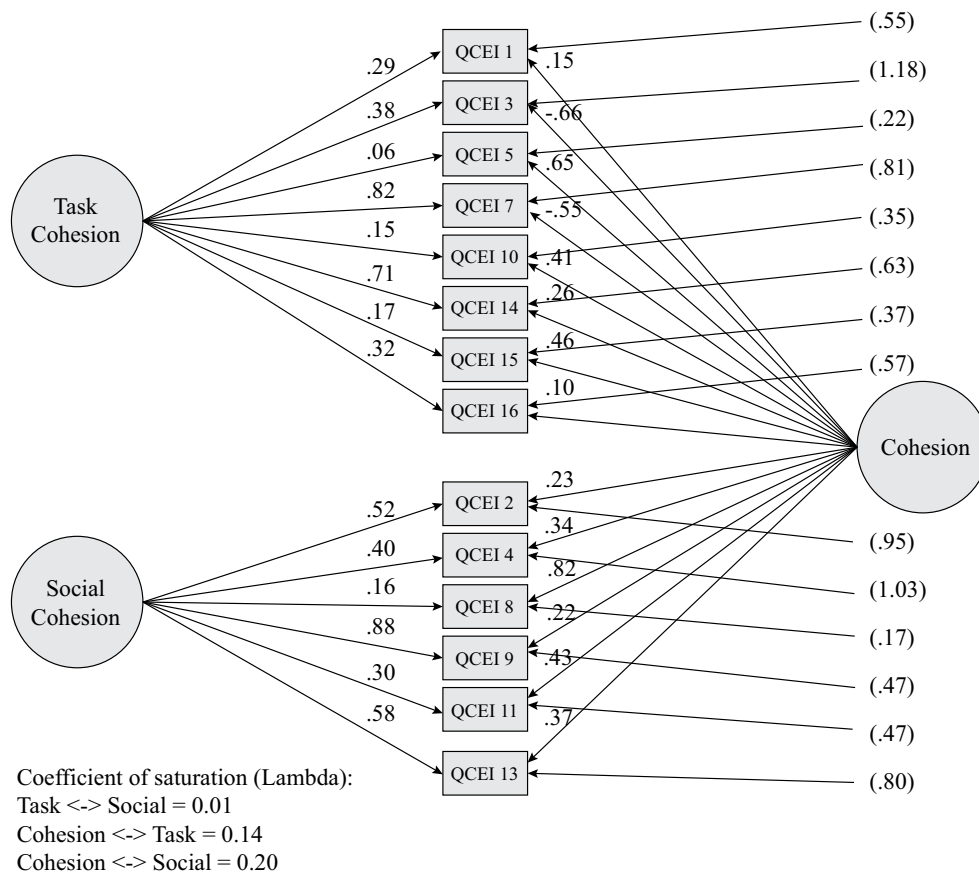 (.55)
.29
QCEI 1
.15
(1.18)
.38
QCEI 3
-.66
(.22)
.06
QCEI 5
.65
(.81)
.82
QCEI 7
-.55
(.35)
.15
QCEI 10
.41
(.63)
.71
QCEI 14
.26
(.37)
.17
QCEI 15
.46
(.57)
.32
QCEI 16
.10
Task
Cohesion
Cohesion
.23
.52
QCEI 2
(.95)
.34
.40
QCEI 4
(1.03)
.82
.16
QCEI 8
(.17)
.22
.88
QCEI 9
(.47)
.43
.30
QCEI 11
(.47)
.37
.58
QCEI 13
(.80)
Social
Cohesion
Coefficient of saturation (Lambda):
Task <-> Social = 0.01
Cohesion <-> Task = 0.14
Cohesion <-> Social = 0.20